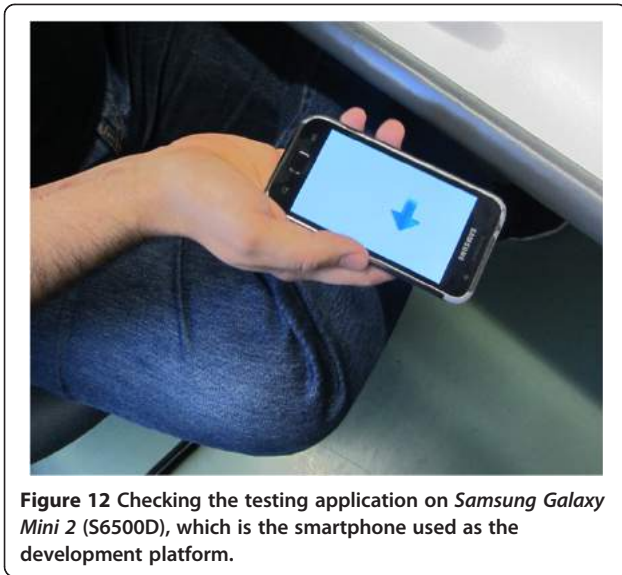 SAMSUNG
Figure 12 Checking the testing application on Samsung Galaxy
Mini 2 (S6500D), which is the smartphone used as the
development platform.